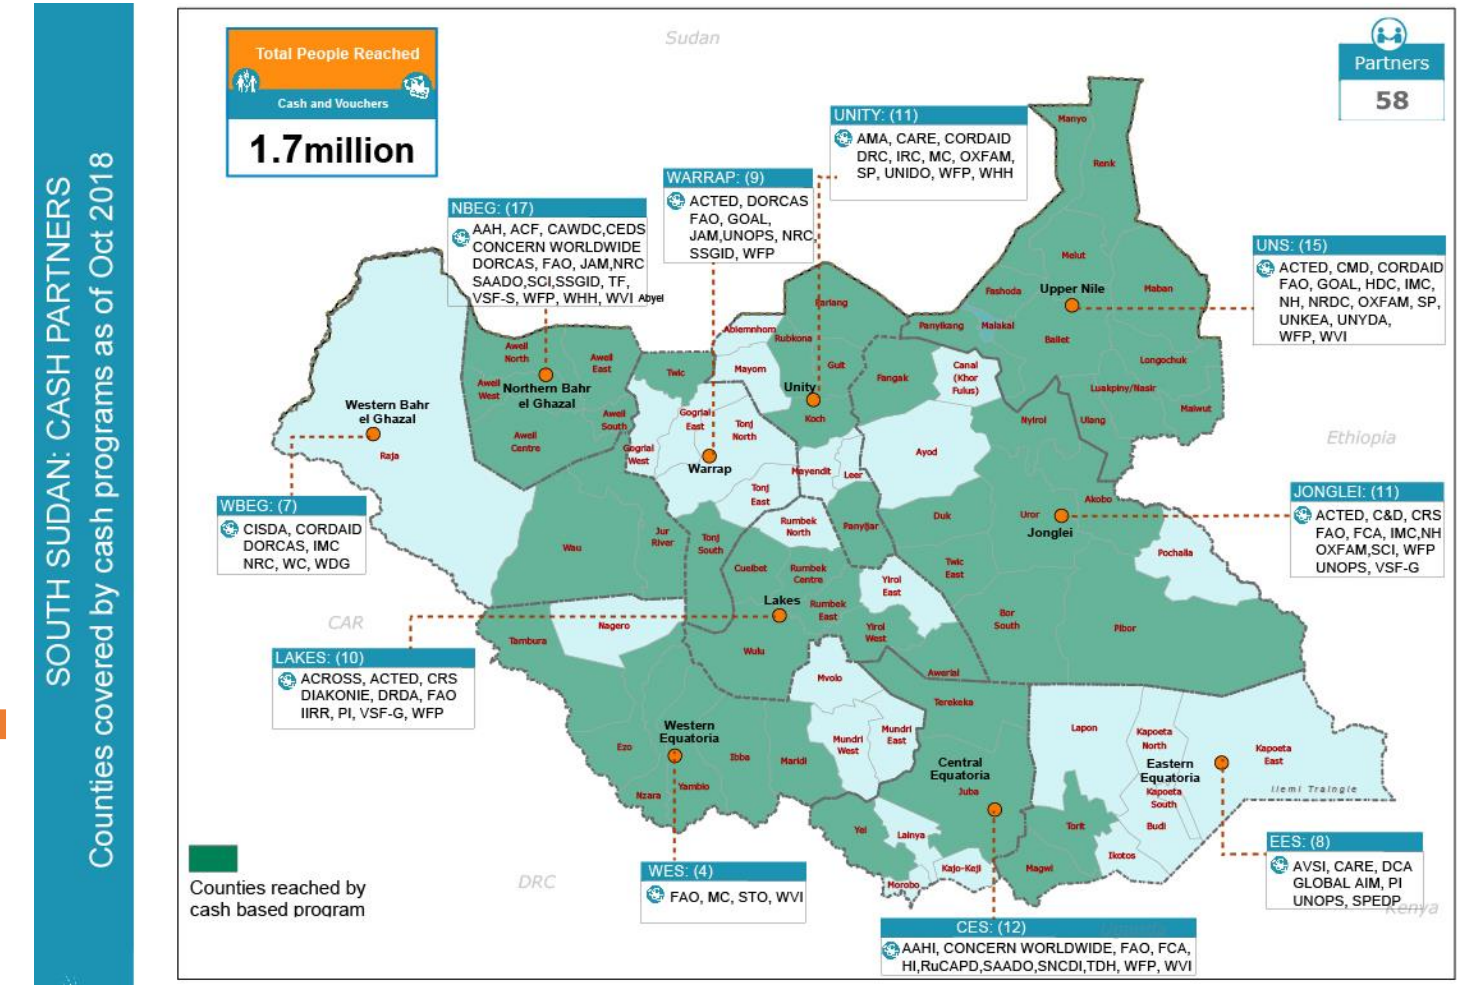 SOUTH SUDAN: CASH PARTNERS
Counties covered by cash programs as of Oct 2018
Total People Reached
Cash and Vouchers
1.7million
Partners
58
Sudan
Ethiopia
CAR
DRC
Kenya
UNITY: (11)
AMA, CARE, CORDAID
DRC, IRC, MC, OXFAM,
SP, UNIDO, WFP, WHH
WARRAP: (9)
ACTED, DORCAS
FAO, GOAL,
JAM,UNOPS, NRC,
SSGID, WFP
NBEG: (17)
AAH, ACF, CAWDC,CEDS
CONCERN WORLDWIDE
DORCAS, FAO, JAM,NRC
SAADO,SCI,SSGID, TF,
VSF-S, WFP, WHH, WVI
Abyei
UNS: (15)
ACTED, CMD, CORDAID
FAO, GOAL, HDC, IMC,
NH, NRDC, OXFAM, SP,
UNKEA, UNYDA,
WFP, WVI
WBEG: (7)
CISDA, CORDAID
DORCAS, IMC
NRC, WC, WDG
JONGLEI: (11)
ACTED, C&D, CRS
FAO, FCA, IMC,NH
OXFAM,SCI, WFP
UNOPS, VSF-G
LAKES: (10)
ACROSS, ACTED, CRS
DIAKONIE, DRDA, FAO
IIRR, PI, VSF-G, WFP
WES: (4)
FAO, MC, STO, WVI
EES: (8)
AVSI, CARE, DCA
GLOBAL AIM, PI
UNOPS, SPEDP
CES: (12)
AAHI, CONCERN WORLDWIDE, FAO, FCA,
HI,RuCAPD,SAADO,SNCDI,TDH, WFP, WVI
Manyo
Renk
Melut
Fashoda
Upper Nile
Maban
Panyikang
Malakal
Baliet
Longochuk
Luakpiny/Nasir
Maiwut
Ulang
Nyirol
Canal
(Khor
Fulus)
Fangak
Ayod
Akobo
Uror
Jonglei
Duk
Twic
East
Pochalla
Bor
South
Pibor
Pariang
Abiemnhom
Rubkona
Guit
Mayom
Unity
Koch
Mayendit
Leer
Panyijar
Twic
Gogrial
East
Gogrial
West
Tonj
North
Warrap
Tonj
East
Tonj
South
Aweil
North
Aweil
East
Aweil
West
Northern Bahr
el Ghazal
Aweil
South
Aweil
Centre
Western Bahr
el Ghazal
Raja
Wau
Jur
River
Rumbek
North
Cueibet
Rumbek
Centre
Lakes
Rumbek
East
Yirol
East
Yirol
West
Wulu
Awerial
Tambura
Nagero
Western
Equatoria
Ezo
Nzara
Yambio
Ibba
Maridi
Mvolo
Mundri
West
Mundri
East
Terekeka
Central
Equatoria
Juba
Yei
Lainya
Morobo
Kajo-Keji
Lapon
Kapoeta
North
Kapoeta
East
Eastern
Equatoria
Kapoeta
South
Ilemi Traingle
Budi
Torit
Ikotos
Magwi
Counties reached by
cash based program